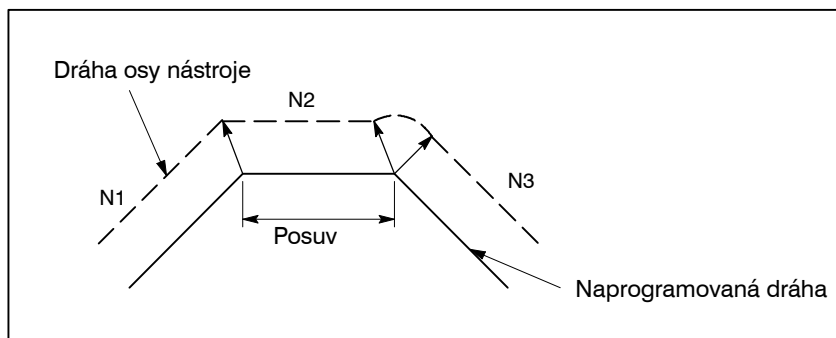 Dráha osy nástroje
N2
N1
N3
Posuv
Naprogramovaná dráha